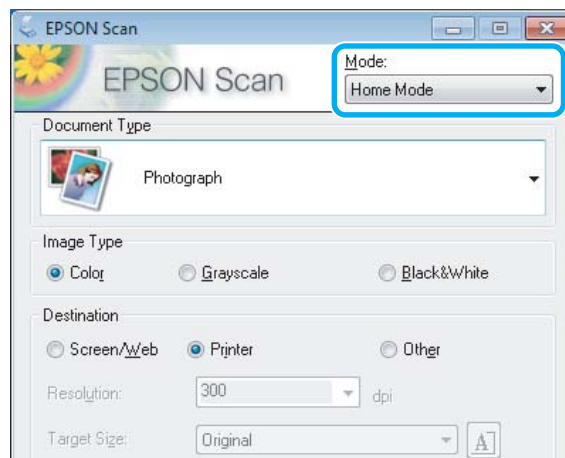 EPSON Scan
EPSON Scan
Mode:
Home Mode
Document Type
Photograph
Image Type
Color Grayscale Black&White
Destination
Screen/Web Printer Other
Resolution: 300 dpi
Target Size: Original A